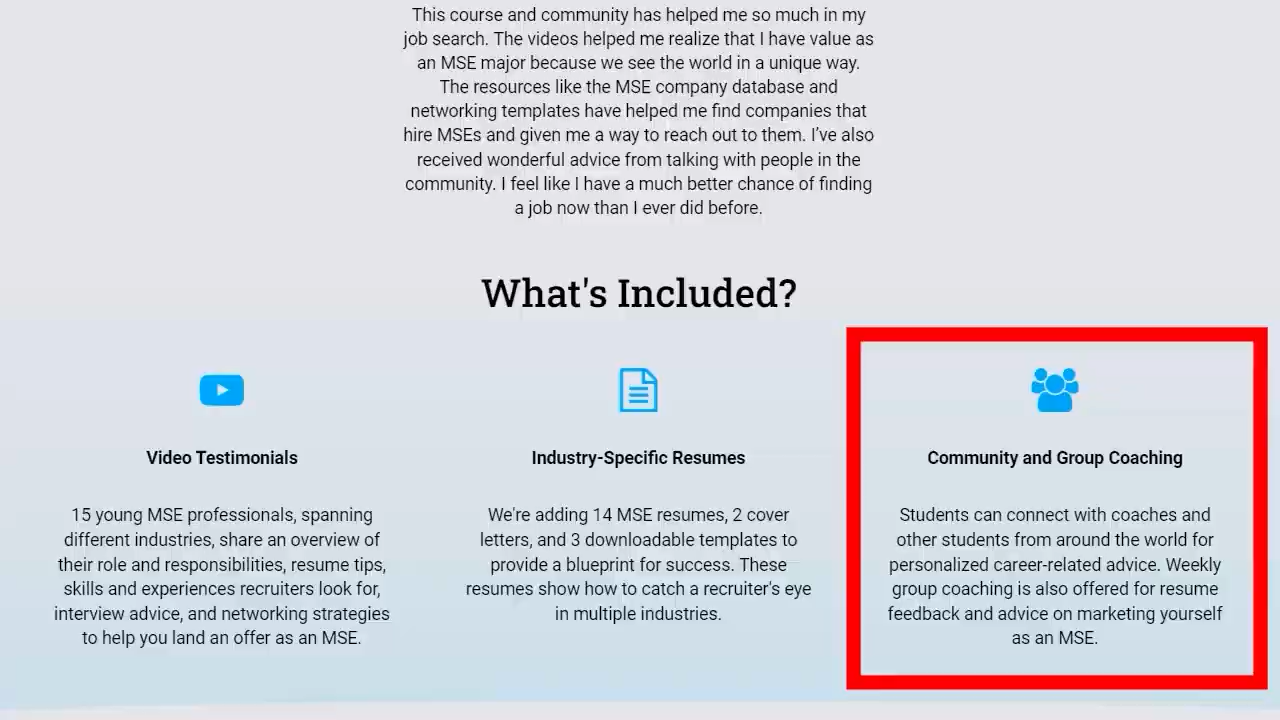 This course and community has helped me so much in my
job search. The videos helped me realize that I have value as
an MSE major because we see the world in a unique way.
The resources like the MSE company database and
networking templates have helped me find companies that
hire MSEs and given me a way to reach out to them. I've also
received wonderful advice from talking with people in the
community. I feel like I have a much better chance of finding
a job now than I ever did before.
What's Included?
Video Testimonials
15 young MSE professionals, spanning
different industries, share an overview of
their role and responsibilities, resume tips,
skills and experiences recruiters look for,
interview advice, and networking strategies
to help you land an offer as an MSE.
Industry-Specific Resumes
We're adding 14 MSE resumes, 2 cover
letters, and 3 downloadable templates to
provide a blueprint for success. These
resumes show how to catch a recruiter's eye
in multiple industries.
Community and Group Coaching
Students can connect with coaches and
other students from around the world for
personalized career-related advice. Weekly
group coaching is also offered for resume
feedback and advice on marketing yourself
as an MSE.